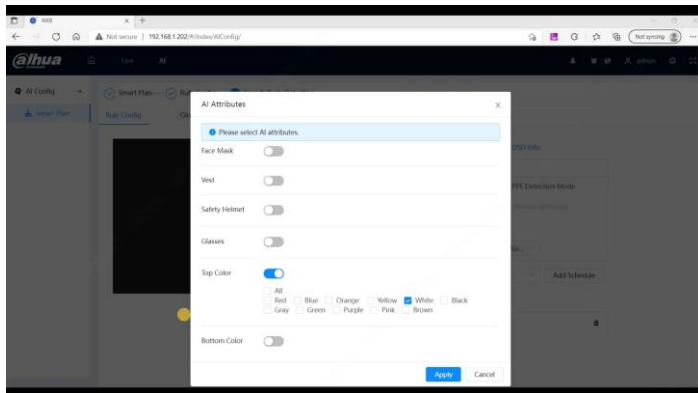 WEB
Not secure | 192.168.1.202/#/index/AIConfig/
Not syncing
alhua
Live AI
admin
AI Config
Smart Plan
Smart Plan
Rule Config
AI Attributes
Please select AI attributes.
Face Mask
Vest
Safety Helmet
Glasses
Top Color
All
Red Blue Orange Yellow White Black
Gray Green Purple Pink Brown
Bottom Color
Apply Cancel
OSD Info
PPE Detection Mode
Add Schedule